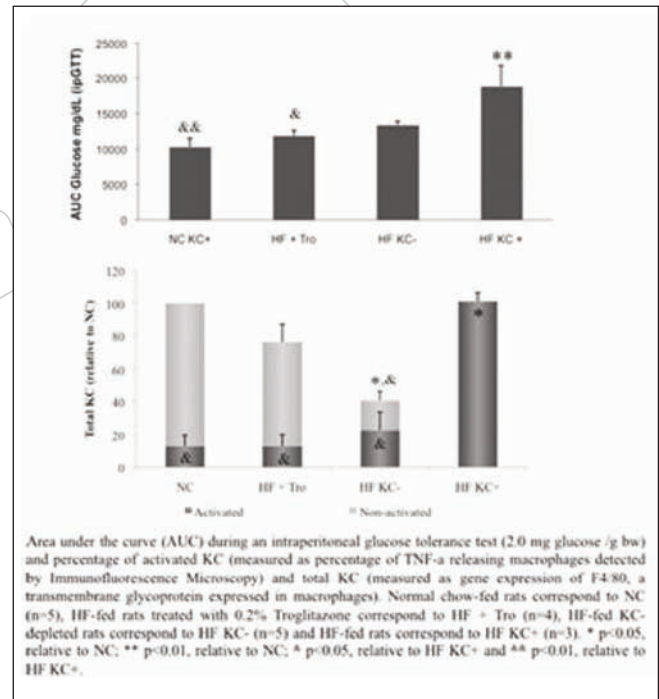 AUC Glucose mg/dL (ipGTT)
25000
20000
15000
10000
5000
0
&&
&
**
NC KC+
HF + Tro
HF KC-
HF KC +
Total KC (relative to NC)
120
100
80
60
40
20
0
*,&
*
&
&
&
NC
HF + Tro
HF KC-
HF KC+
Activated
Non-activated
Area under the curve (AUC) during an intraperitoneal glucose tolerance test (2.0 mg glucose /g bw)
and percentage of activated KC (measured as percentage of TNF-a releasing macrophages detected
by Immunofluorescence Microscopy) and total KC (measured as gene expression of F4/80, a
transmembrane glycoprotein expressed in macrophages). Normal chow-fed rats correspond to NC
(n=5), HF-fed rats treated with 0.2% Troglitazone correspond to HF + Tro (n=4), HF-fed KC-
depleted rats correspond to HF KC- (n=5) and HF-fed rats correspond to HF KC+ (n=3). * p<0.05,
relative to NC; ** p<0.01, relative to NC; & p<0.05, relative to HF KC+ and && p<0.01, relative to
HF KC+.